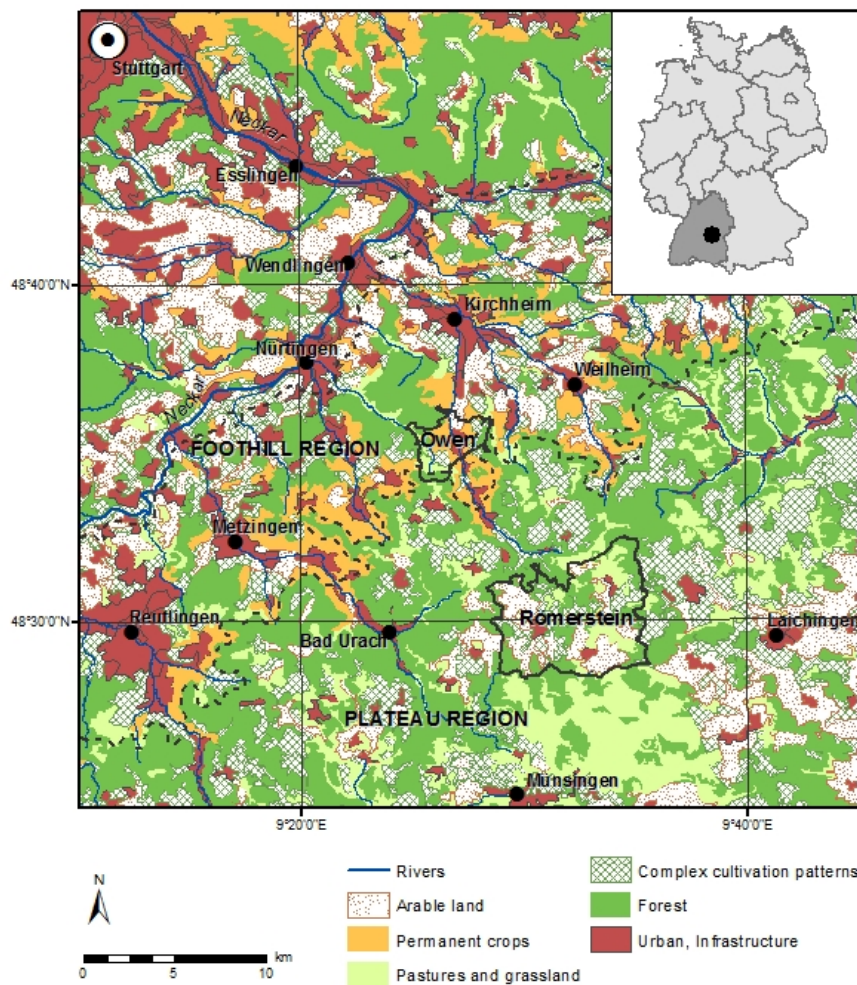 Stuttgart
Neckar
Esslingen
Wendlingen
48°40'0"N
Kirchheim
Nürtingen
Weilheim
Neckar
Owen
FOOTHILL REGION
Metzingen
Reutlingen
48°30'0"N
Römerstein
Laichingen
Bad Urach
PLATEAU REGION
Münsingen
9°20'0"E
9°40'0"E
N
km
0 5 10
Rivers
Arable land
Permanent crops
Pastures and grassland
Complex cultivation patterns
Forest
Urban, Infrastructure